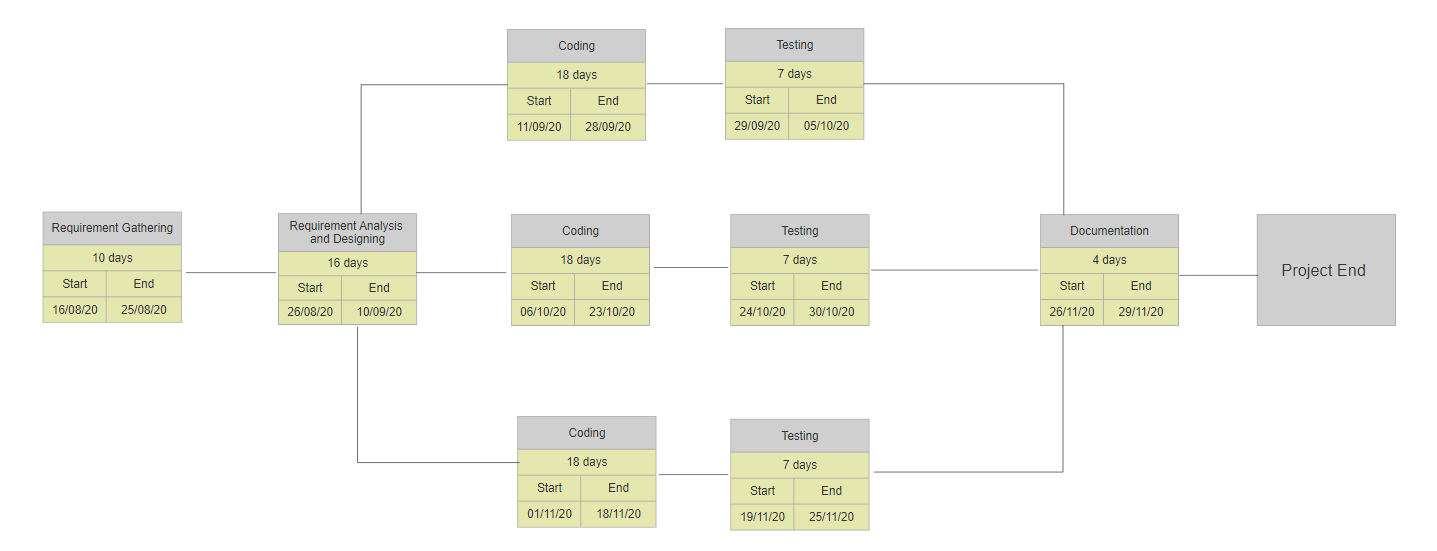 Coding
18 days
Start End
11/09/20 28/09/20
Testing
7 days
Start End
29/09/20 05/10/20
Requirement Gathering
10 days
Start End
16/08/20 25/08/20
Requirement Analysis
and Designing
16 days
Start End
26/08/20 10/09/20
Coding
18 days
Start End
06/10/20 23/10/20
Testing
7 days
Start End
24/10/20 30/10/20
Documentation
4 days
Start End
26/11/20 29/11/20
Project End
Coding
18 days
Start End
01/11/20 18/11/20
Testing
7 days
Start End
19/11/20 25/11/20